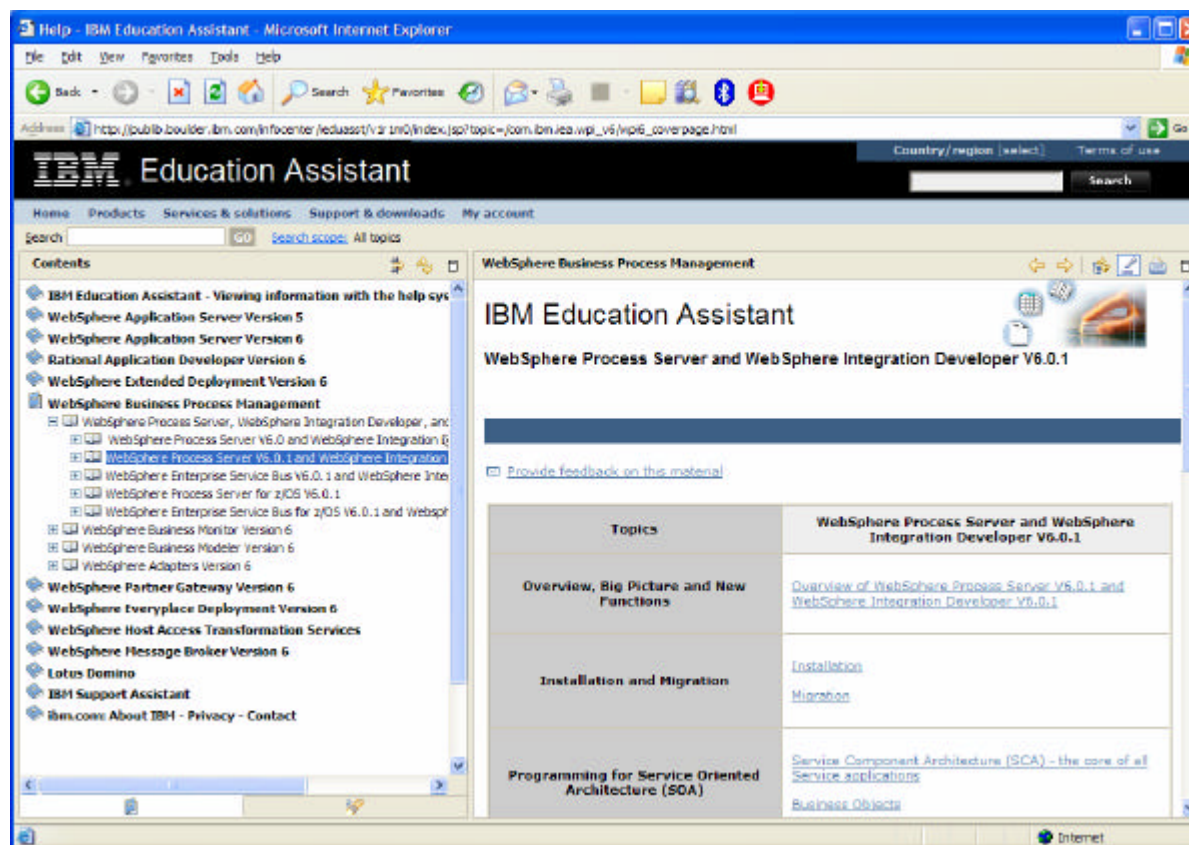 Help - IBM Education Assistant - Microsoft Internet Explorer
File Edit View Favorites Tools Help
Back Search Favorites
Address http://publib.boulder.ibm.com/infocenter/ieduasst/v1r1m0/index.jsp?topic=/com.ibm.iea.wpi_v6/wpi6_coverpage.html Go
Country/region [select] Terms of use
IBM Education Assistant
Search
Home Products Services & solutions Support & downloads My account
Search GO Search scope: All topics
Contents
IBM Education Assistant - Viewing information with the help sys
WebSphere Application Server Version 5
WebSphere Application Server Version 6
Rational Application Developer Version 6
WebSphere Extended Deployment Version 6
WebSphere Business Process Management
WebSphere Process Server, WebSphere Integration Developer, and
WebSphere Process Server V6.0 and WebSphere Integration
WebSphere Process Server V6.0.1 and WebSphere Integration
WebSphere Enterprise Service Bus V6.0.1 and WebSphere Inte
WebSphere Process Server for z/OS V6.0.1
WebSphere Enterprise Service Bus for z/OS V6.0.1 and Websph
WebSphere Business Monitor Version 6
WebSphere Business Modeler Version 6
WebSphere Adapters Version 6
WebSphere Partner Gateway Version 6
WebSphere Everyplace Deployment Version 6
WebSphere Host Access Transformation Services
WebSphere Message Broker Version 6
Lotus Domino
IBM Support Assistant
ibm.com: About IBM - Privacy - Contact
WebSphere Business Process Management
IBM Education Assistant
WebSphere Process Server and WebSphere Integration Developer V6.0.1
Provide feedback on this material
Topics
WebSphere Process Server and WebSphere
Integration Developer V6.0.1
Overview, Big Picture and New
Functions
Overview of WebSphere Process Server V6.0.1 and
WebSphere Integration Developer V6.0.1
Installation and Migration
Installation
Migration
Programming for Service Oriented
Architecture (SOA)
Service Component Architecture (SCA) - the core of all
Service applications
Business Objects
Internet